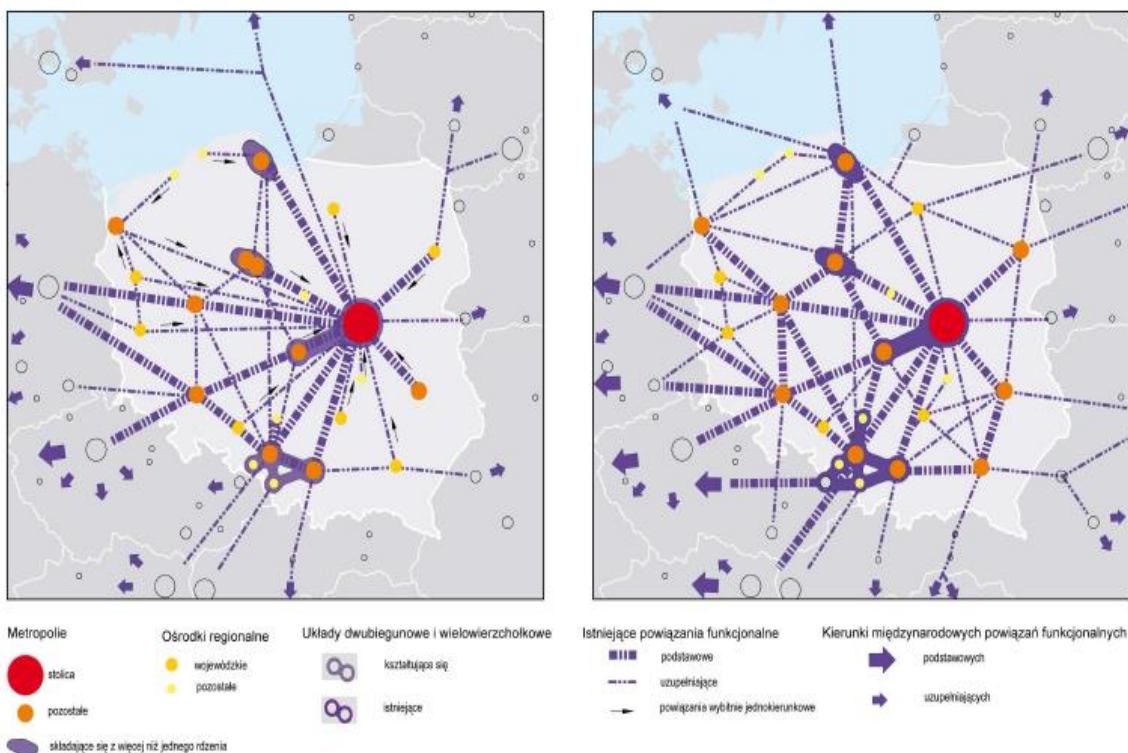 Metropolie
stolica
pozostałe
składające się z więcej niż jednego rdzenia
Ośrodki regionalne
wojewódzkie
pozostałe
Układy dwubiegunowe i wielowierzchołkowe
kształtujące się
istniejące
Istniejące powiązania funkcjonalne
podstawowe
uzupełniające
powiązania wybitnie jednokierunkowe
Kierunki międzynarodowych powiązań funkcjonalnych
podstawowych
uzupełniających